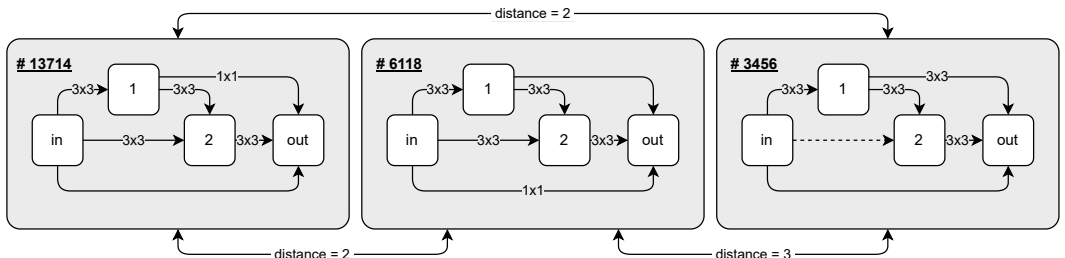 distance = 2
# 13714
1x1
3x3
1
3x3
in
3x3
2
3x3
out
# 6118
3x3
1
3x3
in
3x3
2
3x3
out
1x1
# 3456
3x3
3x3
1
3x3
in
2
3x3
out
distance = 2
distance = 3